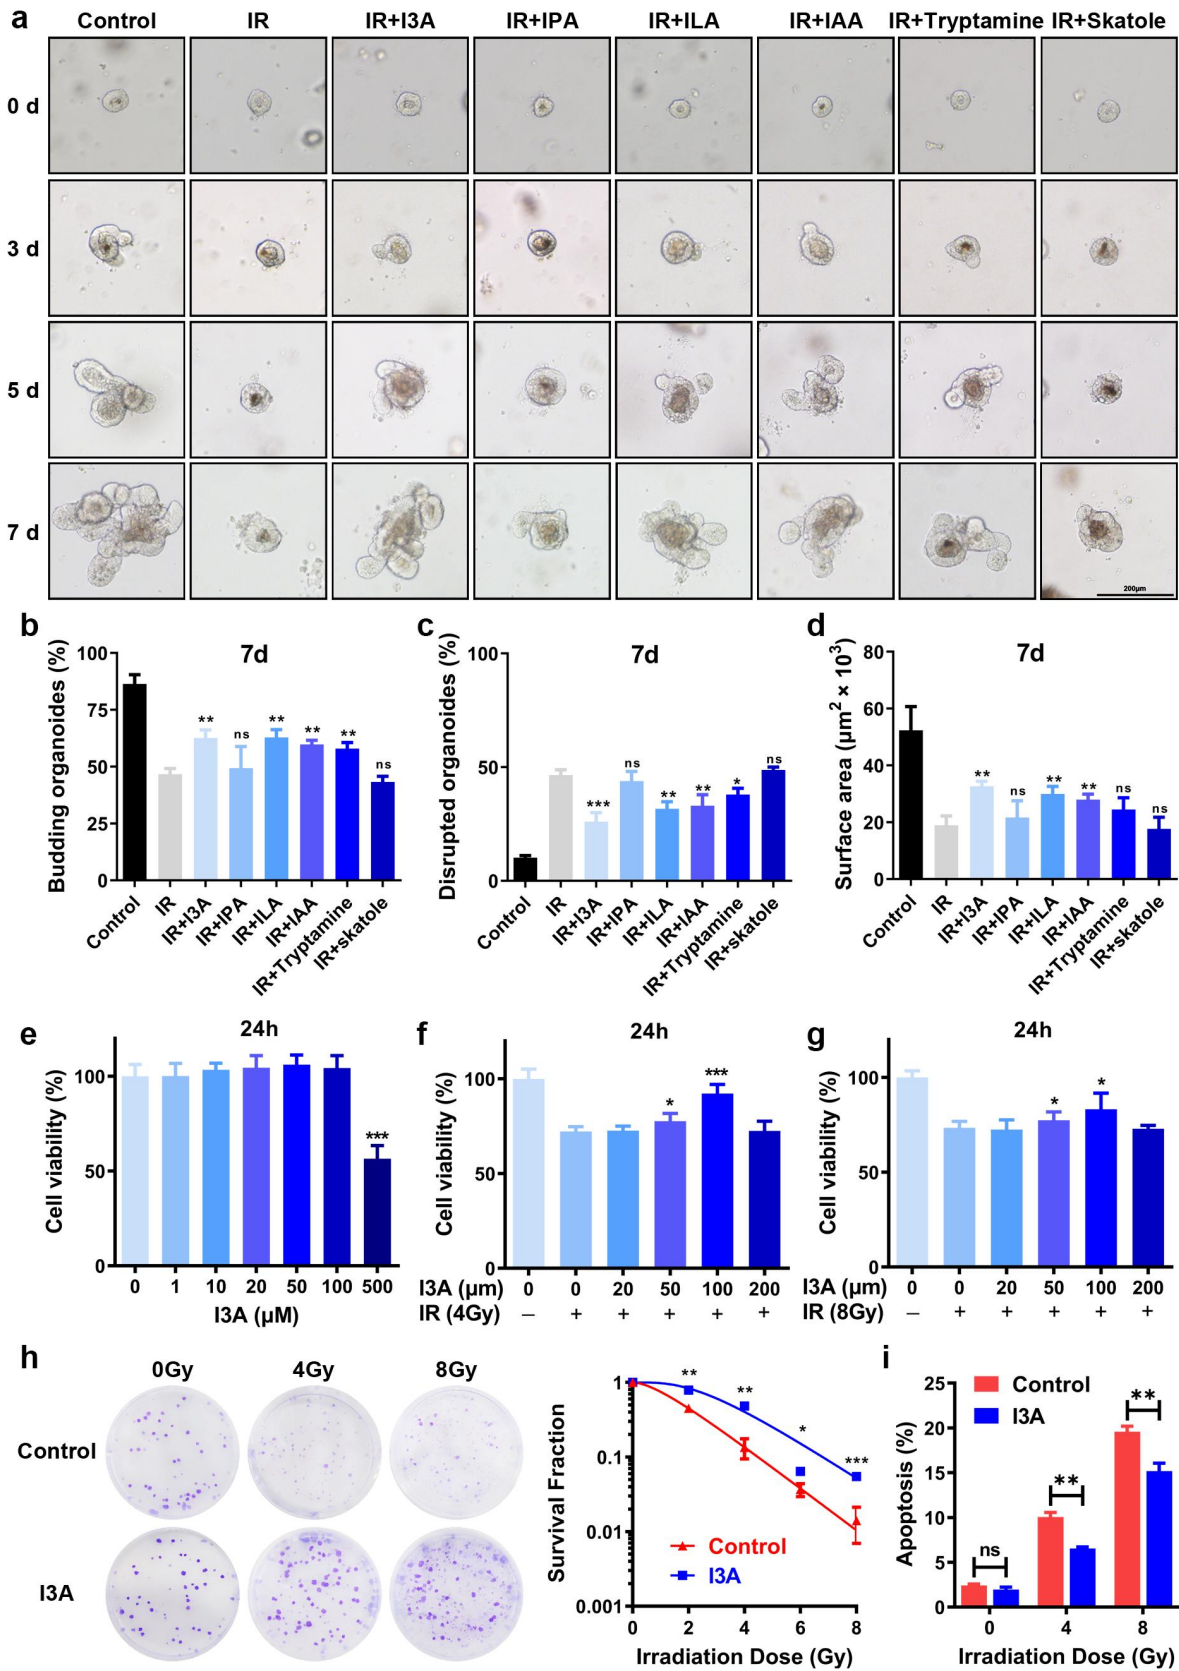 a
Control IR IR+I3A IR+IPA IR+ILA IR+IAA IR+Tryptamine IR+Skatole
0 d
3 d
5 d
7 d
200μm
b
7d
Budding organoides (%)
100
75
50
25
0
** ns ** ** ** ns
Control IR IR+I3A IR+IPA IR+ILA IR+IAA IR+Tryptamine IR+skatole
c
7d
Disrupted organoides (%)
100
50
0
*** ns ** ** * ns
Control IR IR+I3A IR+IPA IR+ILA IR+IAA IR+Tryptamine IR+skatole
d
7d
Surface area (μm² × 10³)
80
60
40
20
0
** ns ** ** ns ns
Control IR IR+I3A IR+IPA IR+ILA IR+IAA IR+Tryptamine IR+skatole
e
24h
Cell viability (%)
100
50
0
***
0 1 10 20 50 100 500
I3A (μM)
f
24h
Cell viability (%)
100
50
0
* ***
I3A (μm) 0 0 20 50 100 200
IR (4Gy) – + + + + +
g
24h
Cell viability (%)
100
50
0
* *
I3A (μm) 0 0 20 50 100 200
IR (8Gy) – + + + + +
h
0Gy 4Gy 8Gy
Control
I3A
Survival Fraction
1
0.1
0.01
0.001
** ** * ***
Control
I3A
0 2 4 6 8
Irradiation Dose (Gy)
i
Apoptosis (%)
25
20
15
10
5
0
Control
I3A
ns ** **
0 4 8
Irradiation Dose (Gy)